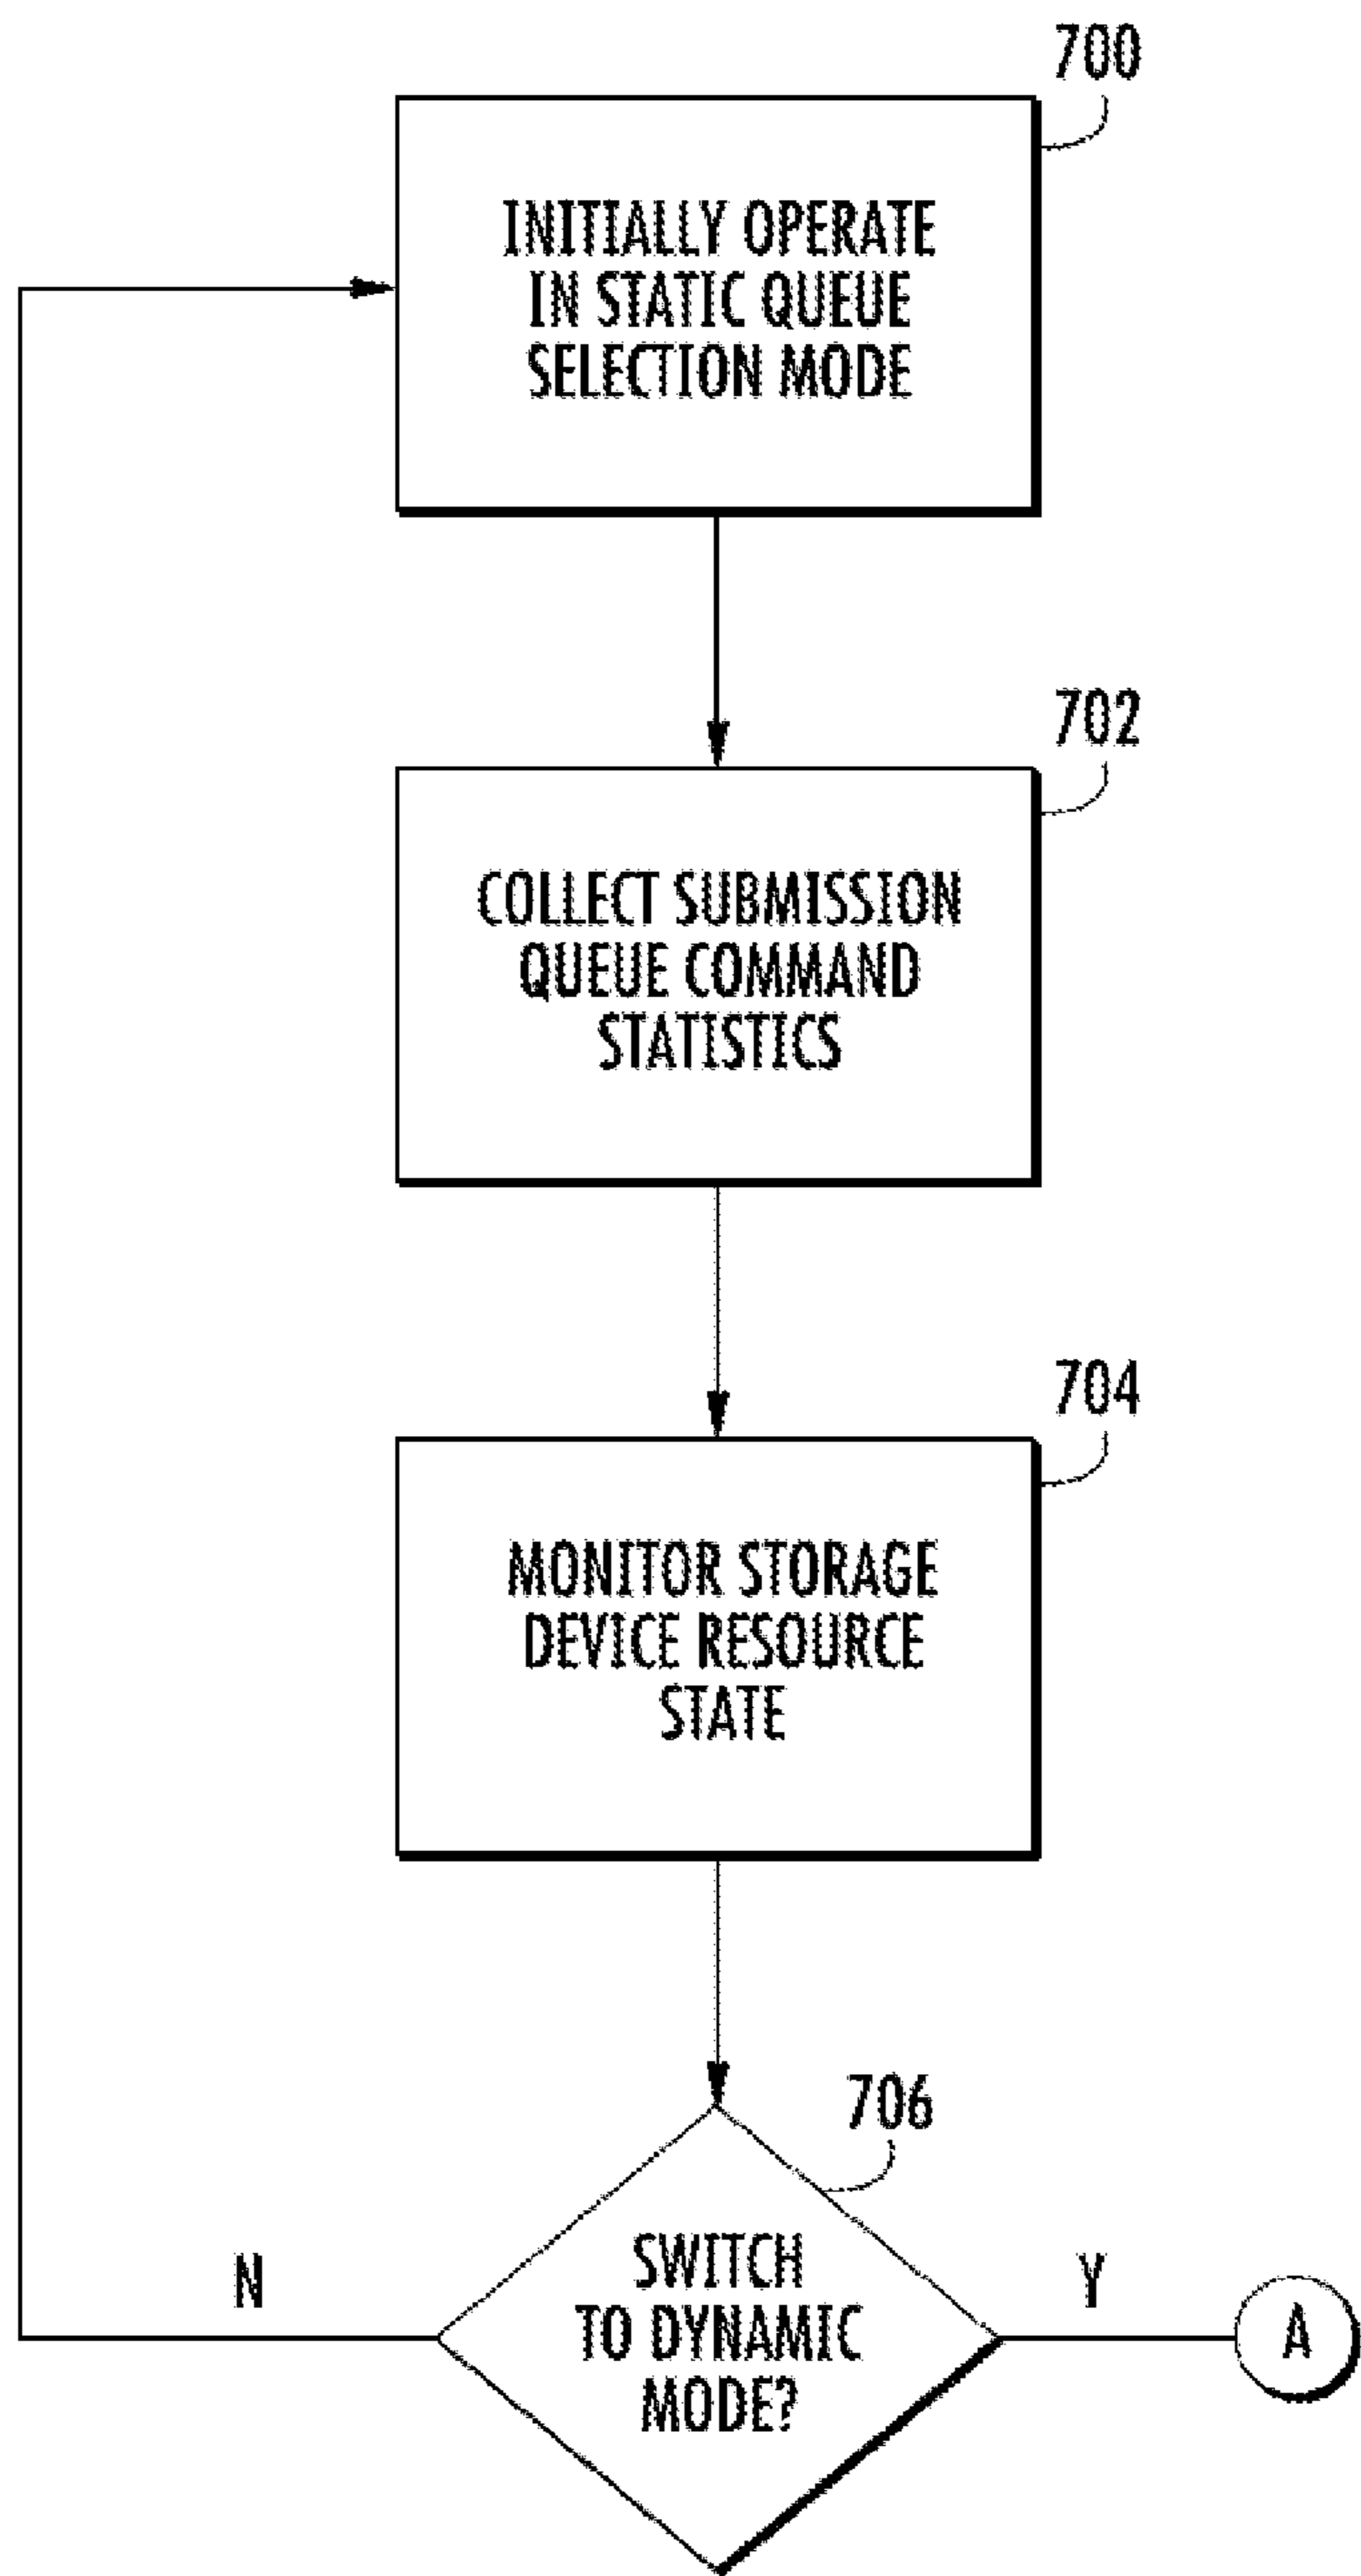 700
INITIALLY OPERATE
IN STATIC QUEUE
SELECTION MODE
702
COLLECT SUBMISSION
QUEUE COMMAND
STATISTICS
704
MONITOR STORAGE
DEVICE RESOURCE
STATE
706
SWITCH
TO DYNAMIC
MODE?
N
Y
A